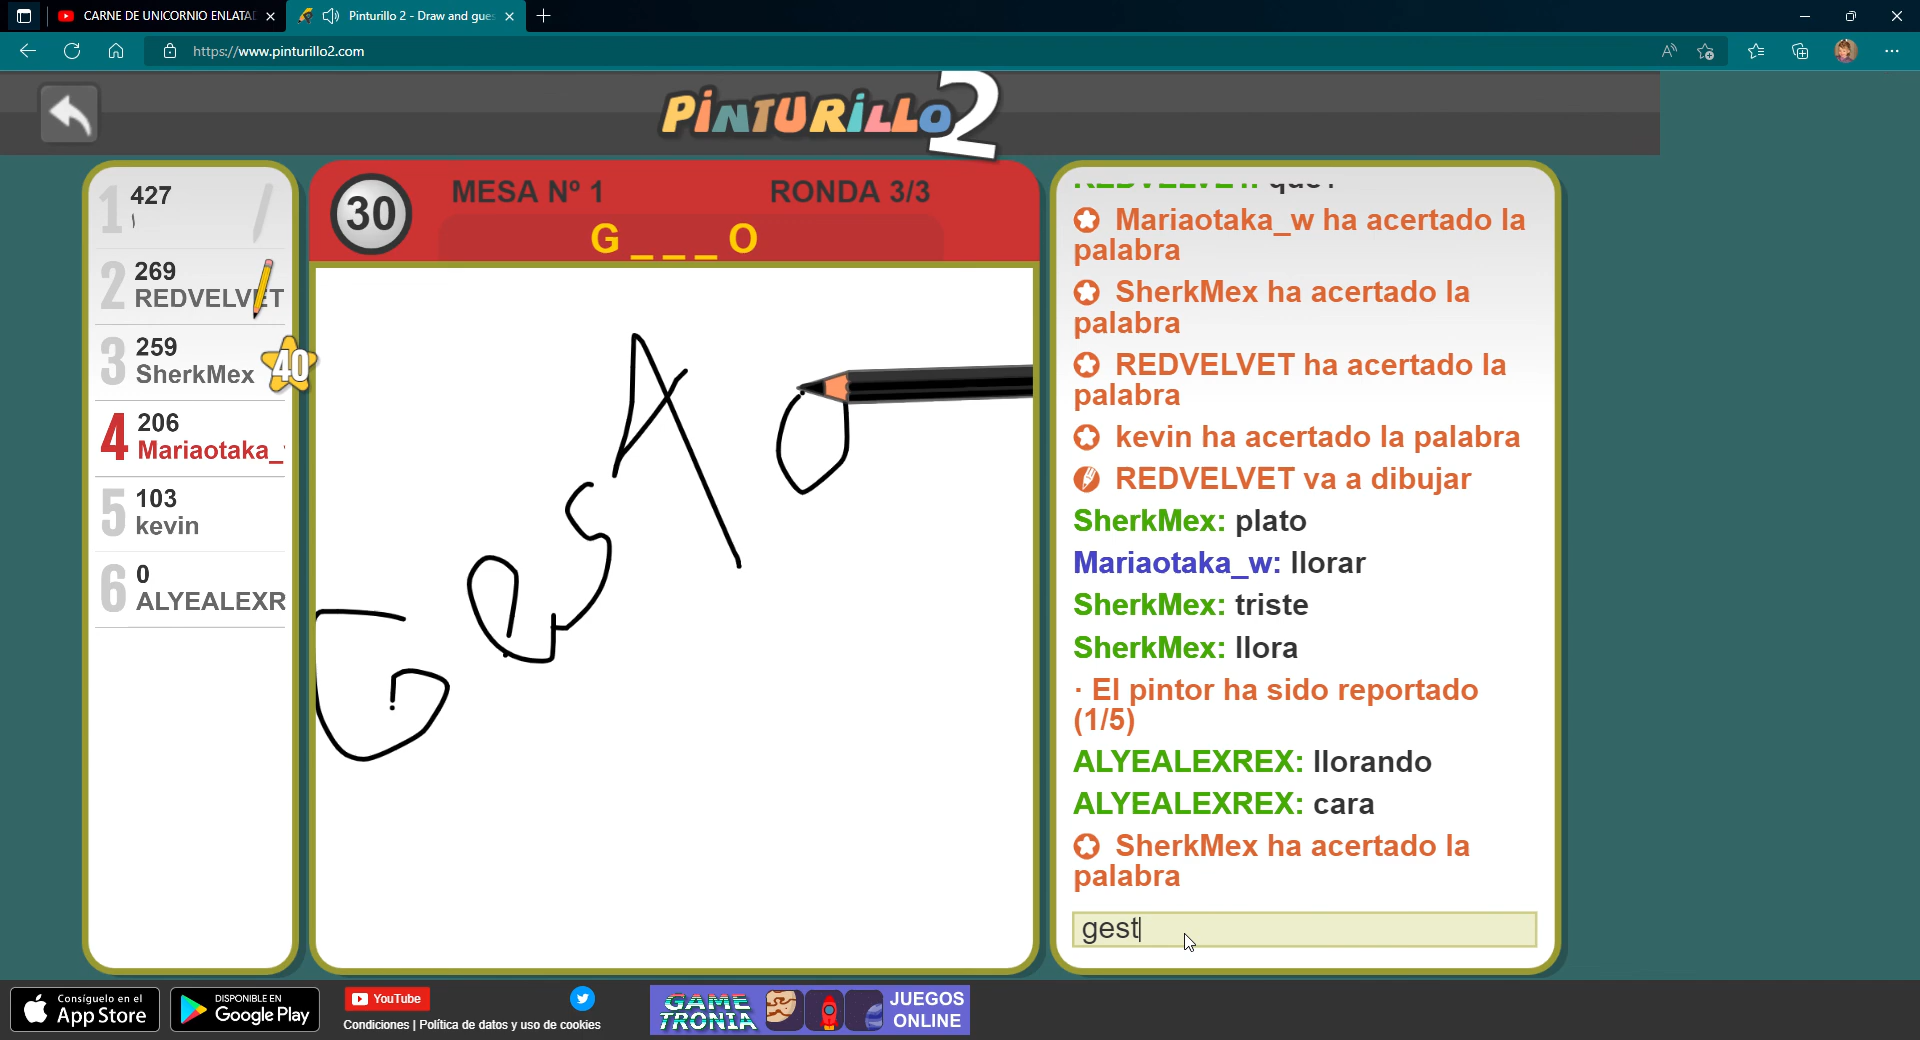 CARNE DE UNICORNIO ENLATA
Pinturillo 2 - Draw and gues
https://www.pinturillo2.com
PINTURILLO 2
1 427
2 269
REDVELVET
3 259
SherkMex
40
4 206
Mariaotaka_
5 103
kevin
6 0
ALYEALEXR
30
MESA Nº 1
RONDA 3/3
G _ _ _ O
G e s A o
REDVELVET: que?
Mariaotaka_w ha acertado la
palabra
SherkMex ha acertado la
palabra
REDVELVET ha acertado la
palabra
kevin ha acertado la palabra
REDVELVET va a dibujar
SherkMex: plato
Mariaotaka_w: llorar
SherkMex: triste
SherkMex: llora
· El pintor ha sido reportado
(1/5)
ALYEALEXREX: llorando
ALYEALEXREX: cara
SherkMex ha acertado la
palabra
gest
Consíguelo en el
App Store
DISPONIBLE EN
Google Play
YouTube
Condiciones | Política de datos y uso de cookies
GAME
TRONIA
JUEGOS
ONLINE